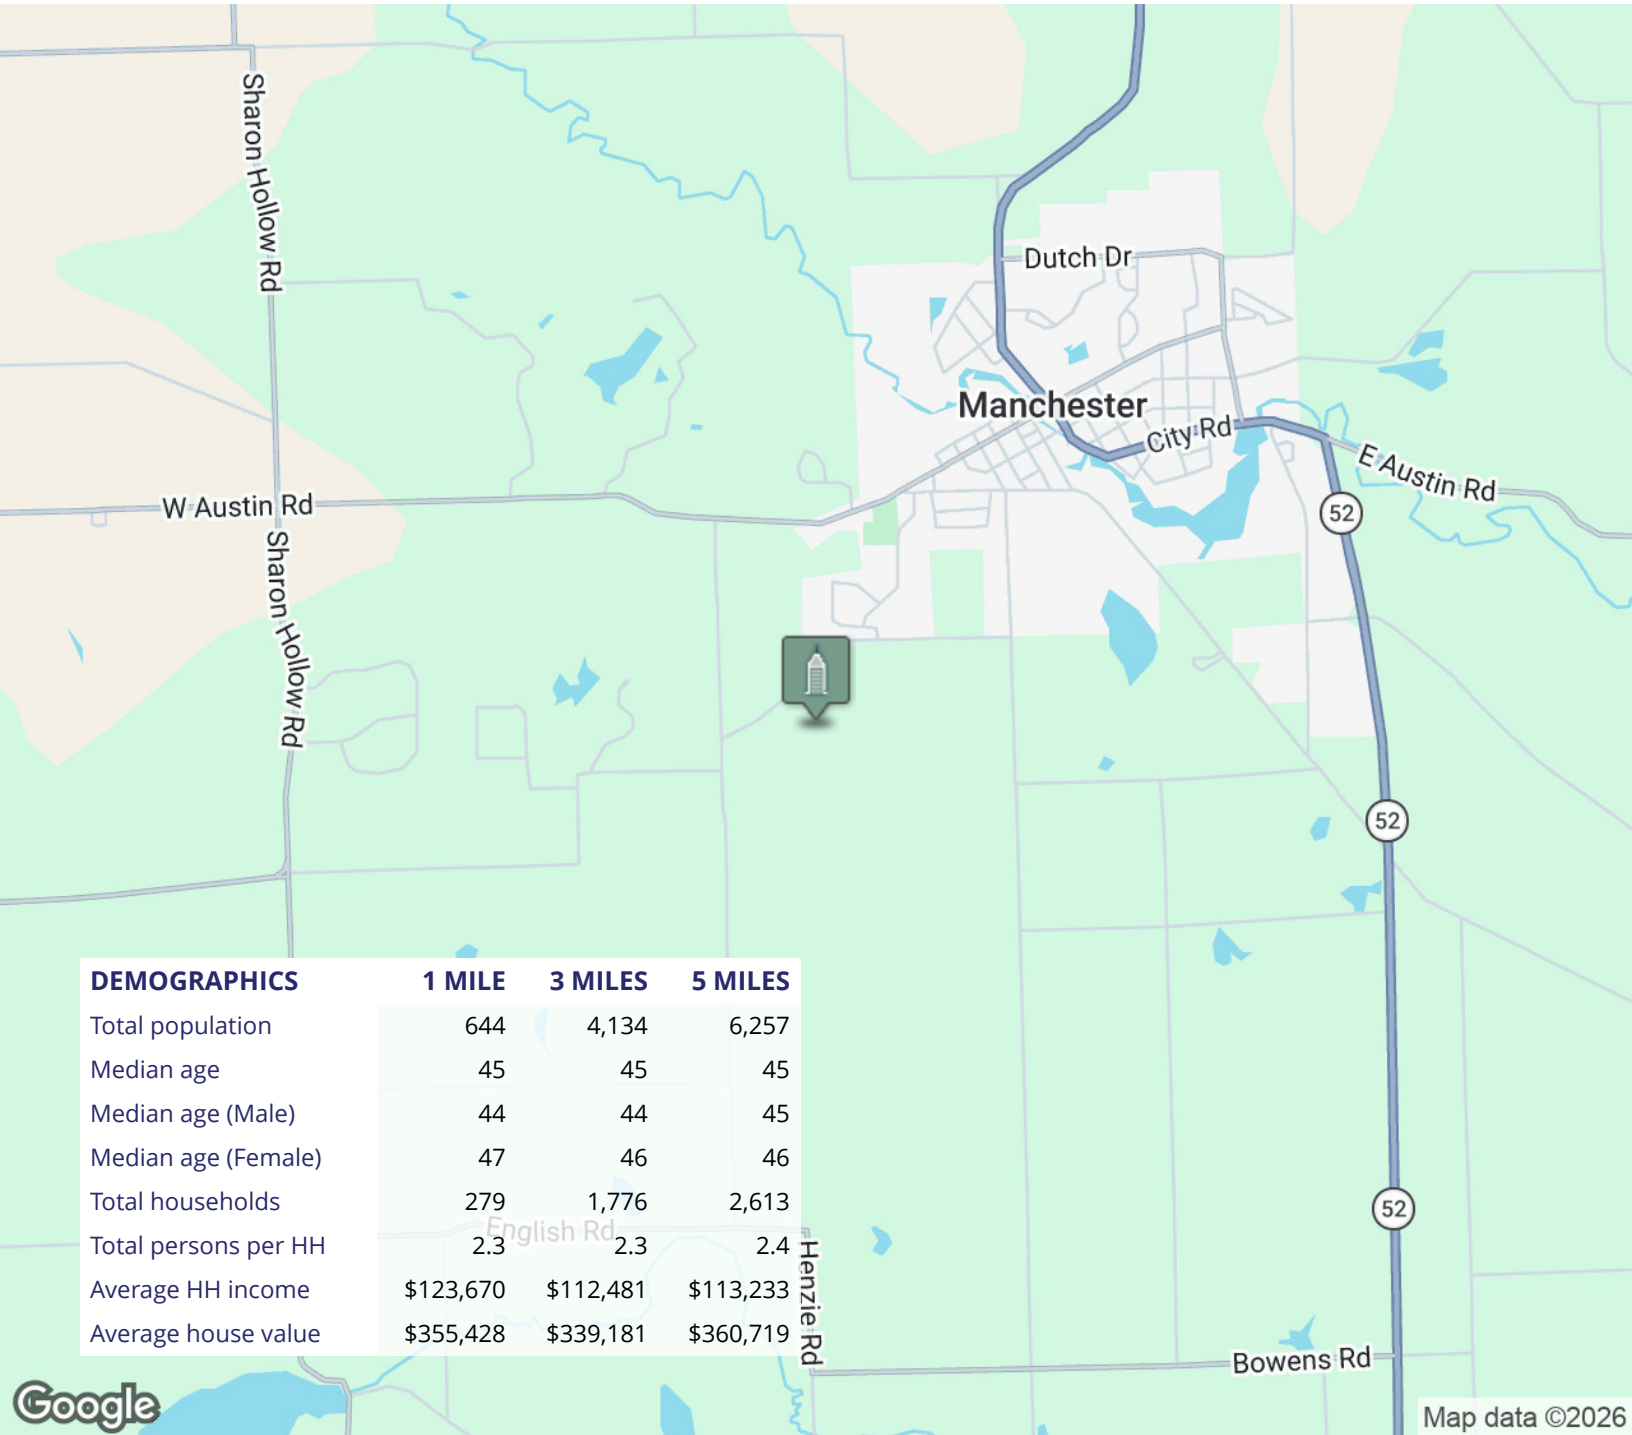 Sharon Hollow Rd
Dutch Dr
Manchester
City Rd
E Austin Rd
W Austin Rd
52
Sharon Hollow Rd
52
DEMOGRAPHICS 1 MILE 3 MILES 5 MILES
Total population 644 4,134 6,257
Median age 45 45 45
Median age (Male) 44 44 45
Median age (Female) 47 46 46
Total households 279 1,776 2,613
52
English Rd
Total persons per HH 2.3 2.3 2.4
Average HH income $123,670 $112,481 $113,233
Average house value $355,428 $339,181 $360,719
Henzie Rd
Bowens Rd
Google
Map data ©2026